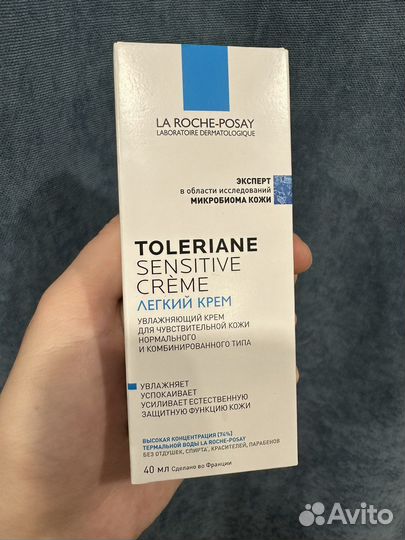 LA ROCHE-POSAY
LABORATOIRE DERMATOLOGIQUE
ЭКСПЕРТ
в области исследований
МИКРОБИОМА КОЖИ
TOLERIANE
SENSITIVE
CRÈME
ЛЕГКИЙ КРЕМ
УВЛАЖНЯЮЩИЙ КРЕМ
ДЛЯ ЧУВСТВИТЕЛЬНОЙ КОЖИ
НОРМАЛЬНОГО
И КОМБИНИРОВАННОГО ТИПА
УВЛАЖНЯЕТ
УСПОКАИВАЕТ
УСИЛИВАЕТ ЕСТЕСТВЕННУЮ
ЗАЩИТНУЮ ФУНКЦИЮ КОЖИ
ВЫСОКАЯ КОНЦЕНТРАЦИЯ (74%)
ТЕРМАЛЬНОЙ ВОДЫ LA ROCHE-POSAY
БЕЗ ОТДУШЕК, СПИРТА, КРАСИТЕЛЕЙ, ПАРАБЕНОВ
40 МЛ Сделано во Франции
Avito